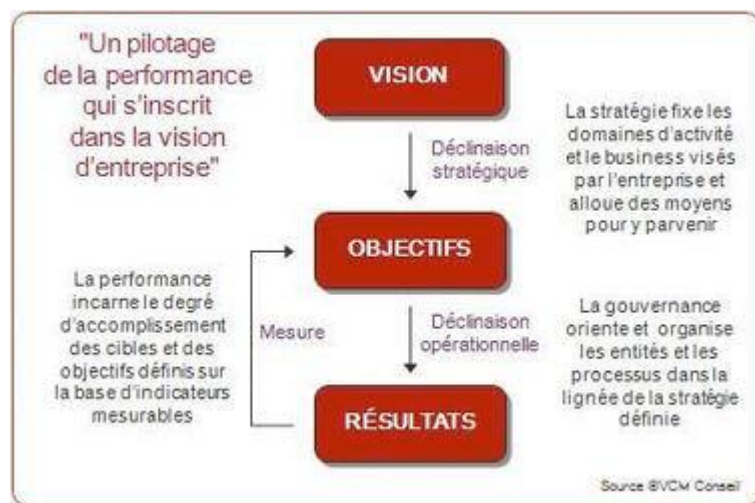 "Un pilotage
de la performance
qui s'inscrit
dans la vision
d'entreprise"
VISION
Déclinaison
stratégique
La stratégie fixe les
domaines d'activité
et le business visés
par l'entreprise et
alloue des moyens
pour y parvenir
OBJECTIFS
La performance
incarne le degré
d'accomplissement
des cibles et des
objectifs définis sur
la base d'indicateurs
mesurables
Mesure
Déclinaison
opérationnelle
La gouvernance
oriente et organise
les entités et les
processus dans la
lignée de la stratégie
définie
RÉSULTATS
Source ©VCM Conseil